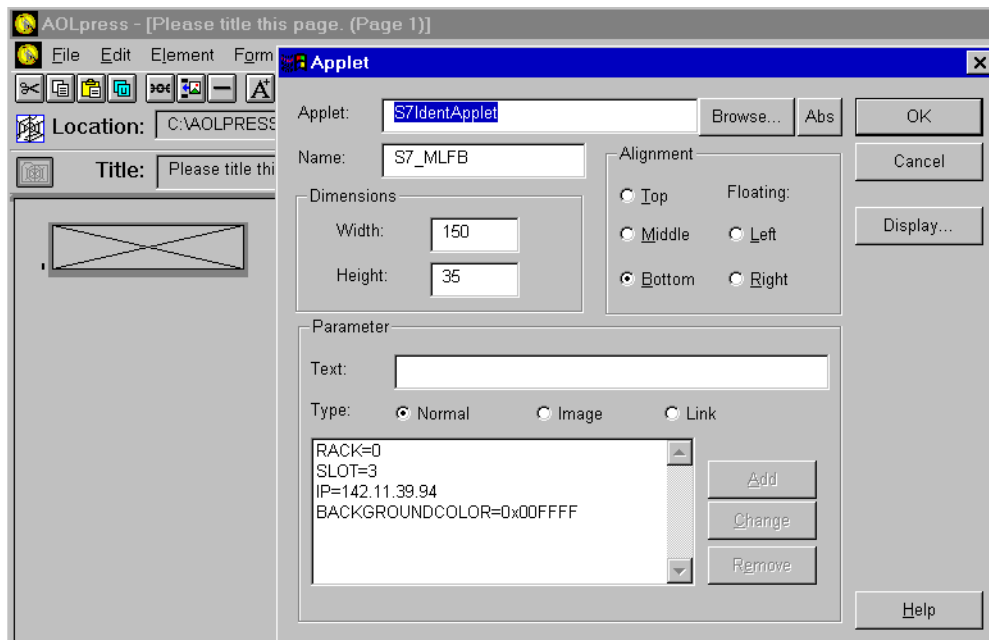 AOLpress - [Please title this page. (Page 1)]
File Edit Element Form
Location: C:\AOLPRESS
Title: Please title thi
Applet
Applet: S7IdentApplet Browse... Abs OK
Name: S7_MLFB Cancel
Alignment
Top Floating:
Middle Left
Bottom Right
Display...
Dimensions
Width: 150
Height: 35
Parameter
Text:
Type: Normal Image Link
RACK=0
SLOT=3
IP=142.11.39.94
BACKGROUNDCOLOR=0x00FFFF
Add
Change
Remove
Help